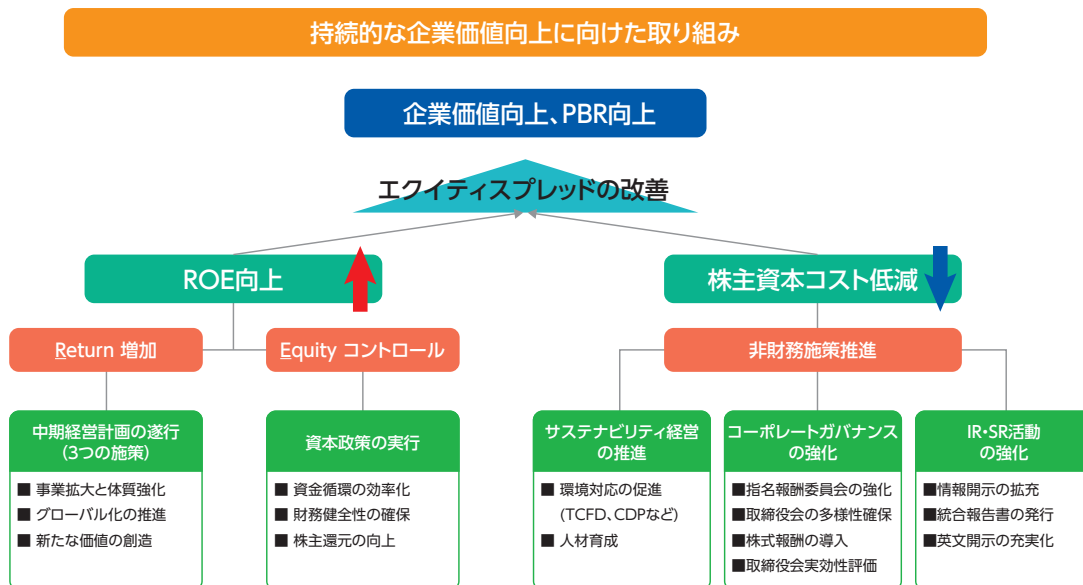 持続的な企業価値向上に向けた取り組み
企業価値向上、PBR向上
エクイティスプレッドの改善
ROE向上
株主資本コスト低減
Return 増加
Equity コントロール
非財務施策推進
中期経営計画の遂行
(3つの施策)
■ 事業拡大と体質強化
■ グローバル化の推進
■ 新たな価値の創造
資本政策の実行
■ 資金循環の効率化
■ 財務健全性の確保
■ 株主還元の向上
サステナビリティ経営
の推進
■ 環境対応の促進
(TCFD、CDPなど)
■ 人材育成
コーポレートガバナンス
の強化
■指名報酬委員会の強化
■取締役会の多様性確保
■株式報酬の導入
■取締役会実効性評価
IR・SR活動
の強化
■情報開示の拡充
■統合報告書の発行
■英文開示の充実化